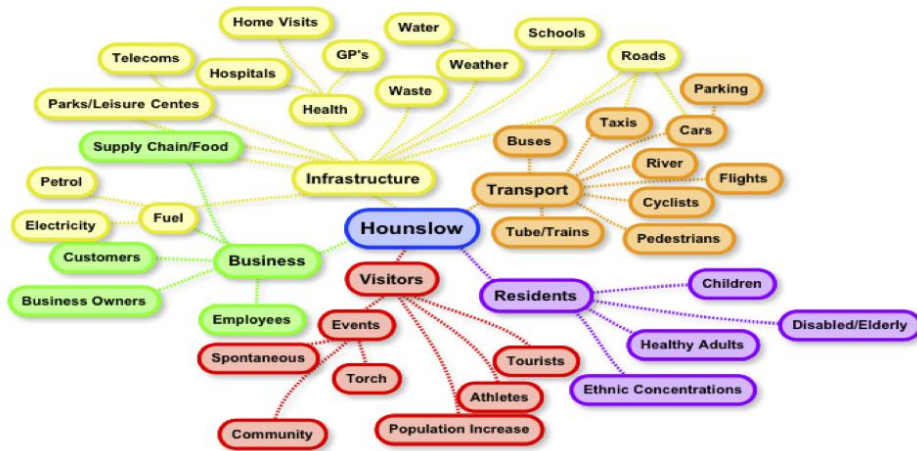 Home Visits
Water
Schools
GP's
Roads
Telecoms
Hospitals
Weather
Parking
Parks/Leisure Centes
Health
Waste
Taxis
Cars
Buses
Supply Chain/Food
Infrastructure
River
Flights
Petrol
Transport
Cyclists
Electricity
Fuel
Hounslow
Tube/Trains
Pedestrians
Customers
Business
Visitors
Children
Business Owners
Residents
Employees
Events
Disabled/Elderly
Spontaneous
Tourists
Healthy Adults
Torch
Athletes
Ethnic Concentrations
Community
Population Increase